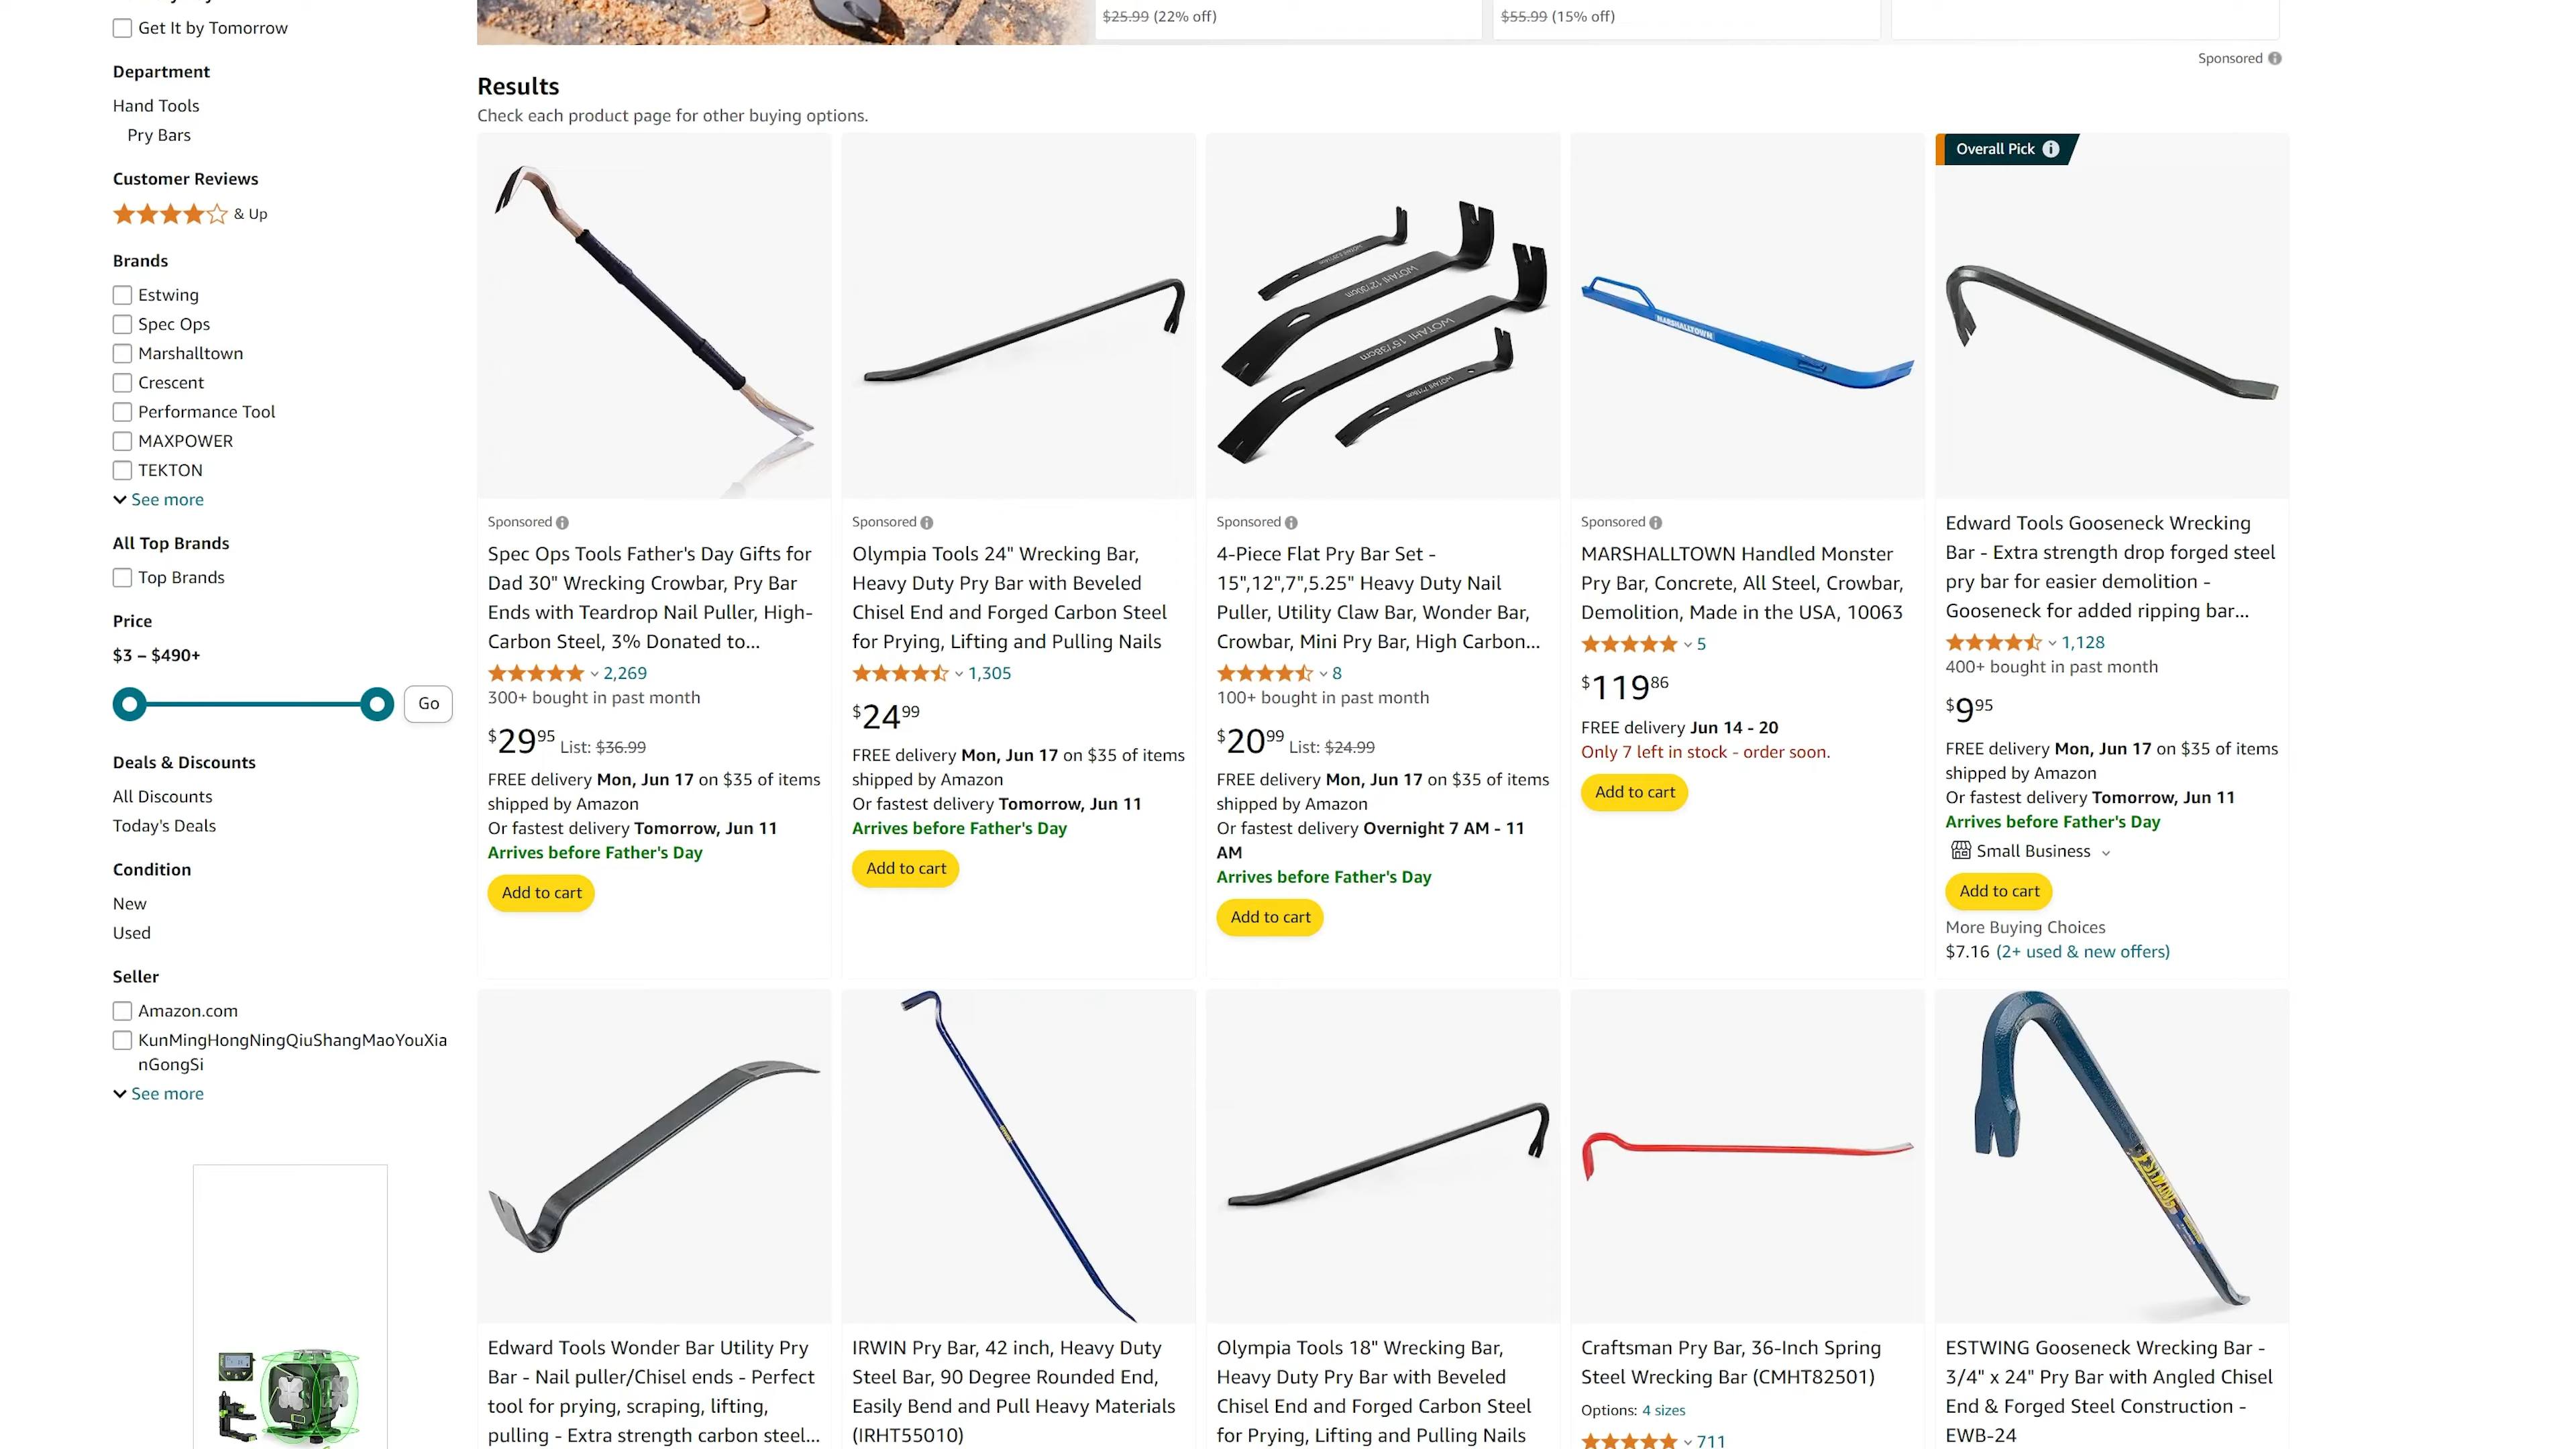 Get It by Tomorrow
Department
Hand Tools
Pry Bars
Customer Reviews
& Up
Brands
Estwing
Spec Ops
Marshalltown
Crescent
Performance Tool
MAXPOWER
TEKTON
See more
All Top Brands
Top Brands
Price
$3 – $490+
Go
Deals & Discounts
All Discounts
Today's Deals
Condition
New
Used
Seller
Amazon.com
KunMingHongNingQiuShangMaoYouXia
nGongSi
See more
$25.99 (22% off)
$55.99 (15% off)
Sponsored
Results
Check each product page for other buying options.
Sponsored
Spec Ops Tools Father's Day Gifts for
Dad 30" Wrecking Crowbar, Pry Bar
Ends with Teardrop Nail Puller, High-
Carbon Steel, 3% Donated to...
2,269
300+ bought in past month
$29.95 List: $36.99
FREE delivery Mon, Jun 17 on $35 of items
shipped by Amazon
Or fastest delivery Tomorrow, Jun 11
Arrives before Father's Day
Add to cart
Sponsored
Olympia Tools 24" Wrecking Bar,
Heavy Duty Pry Bar with Beveled
Chisel End and Forged Carbon Steel
for Prying, Lifting and Pulling Nails
1,305
$24.99
FREE delivery Mon, Jun 17 on $35 of items
shipped by Amazon
Or fastest delivery Tomorrow, Jun 11
Arrives before Father's Day
Add to cart
WOTAHI 12"/30cm
WOTAHI 15"/38cm
Sponsored
4-Piece Flat Pry Bar Set -
15",12",7",5.25" Heavy Duty Nail
Puller, Utility Claw Bar, Wonder Bar,
Crowbar, Mini Pry Bar, High Carbon...
8
100+ bought in past month
$20.99 List: $24.99
FREE delivery Mon, Jun 17 on $35 of items
shipped by Amazon
Or fastest delivery Overnight 7 AM - 11
AM
Arrives before Father's Day
Add to cart
MARSHALLTOWN
Sponsored
MARSHALLTOWN Handled Monster
Pry Bar, Concrete, All Steel, Crowbar,
Demolition, Made in the USA, 10063
5
$119.86
FREE delivery Jun 14 - 20
Only 7 left in stock - order soon.
Add to cart
Overall Pick
Edward Tools Gooseneck Wrecking
Bar - Extra strength drop forged steel
pry bar for easier demolition -
Gooseneck for added ripping bar...
1,128
400+ bought in past month
$9.95
FREE delivery Mon, Jun 17 on $35 of items
shipped by Amazon
Or fastest delivery Tomorrow, Jun 11
Arrives before Father's Day
Small Business
Add to cart
More Buying Choices
$7.16 (2+ used & new offers)
Edward Tools Wonder Bar Utility Pry
Bar - Nail puller/Chisel ends - Perfect
tool for prying, scraping, lifting,
pulling - Extra strength carbon steel...
IRWIN Pry Bar, 42 inch, Heavy Duty
Steel Bar, 90 Degree Rounded End,
Easily Bend and Pull Heavy Materials
(IRHT55010)
Olympia Tools 18" Wrecking Bar,
Heavy Duty Pry Bar with Beveled
Chisel End and Forged Carbon Steel
for Prying, Lifting and Pulling Nails
Craftsman Pry Bar, 36-Inch Spring
Steel Wrecking Bar (CMHT82501)
Options: 4 sizes
711
ESTWING
ESTWING Gooseneck Wrecking Bar -
3/4" x 24" Pry Bar with Angled Chisel
End & Forged Steel Construction -
EWB-24